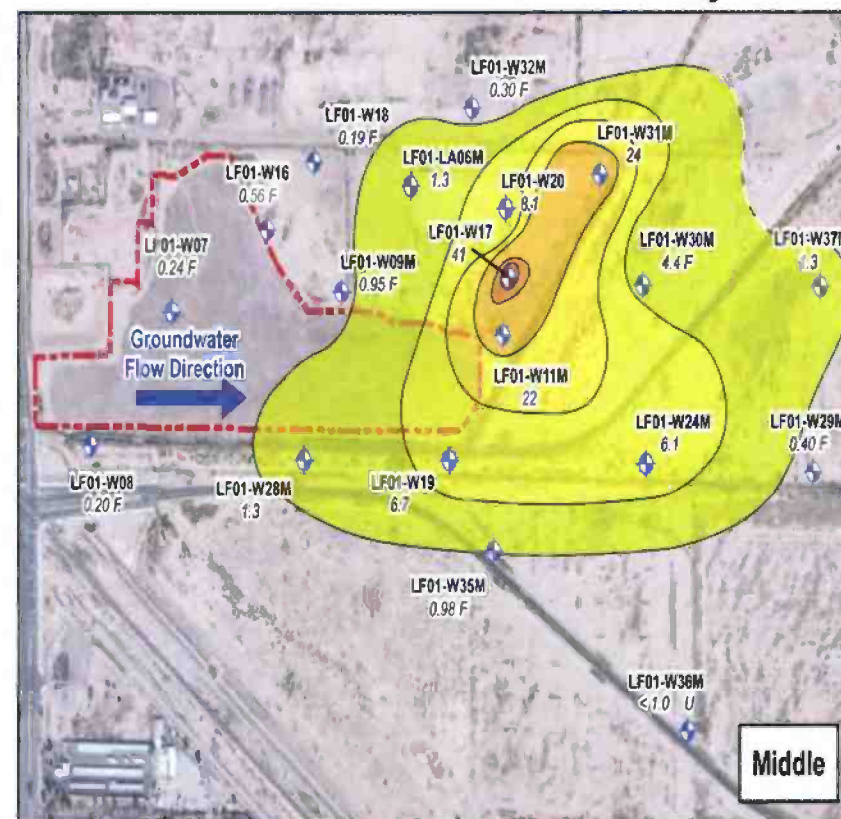 LF01-W32M
0.30 F
LF01-W18
0.19 F
LF01-W31M
24
LF01-W16
0.56 F
LF01-LA06M
1.3
LF01-W20
8.1
LF01-W07
0.24 F
LF01-W17
41
LF01-W30M
4.4 F
LF01-W37M
1.3
LF01-W09M
0.95 F
Groundwater
Flow Direction
LF01-W11M
22
LF01-W24M
6.1
LF01-W29M
0.40 F
LF01-W08
0.20 F
LF01-W28M
1.3
LF01-W19
6.7
LF01-W35M
0.98 F
LF01-W36M
<1.0 U
Middle